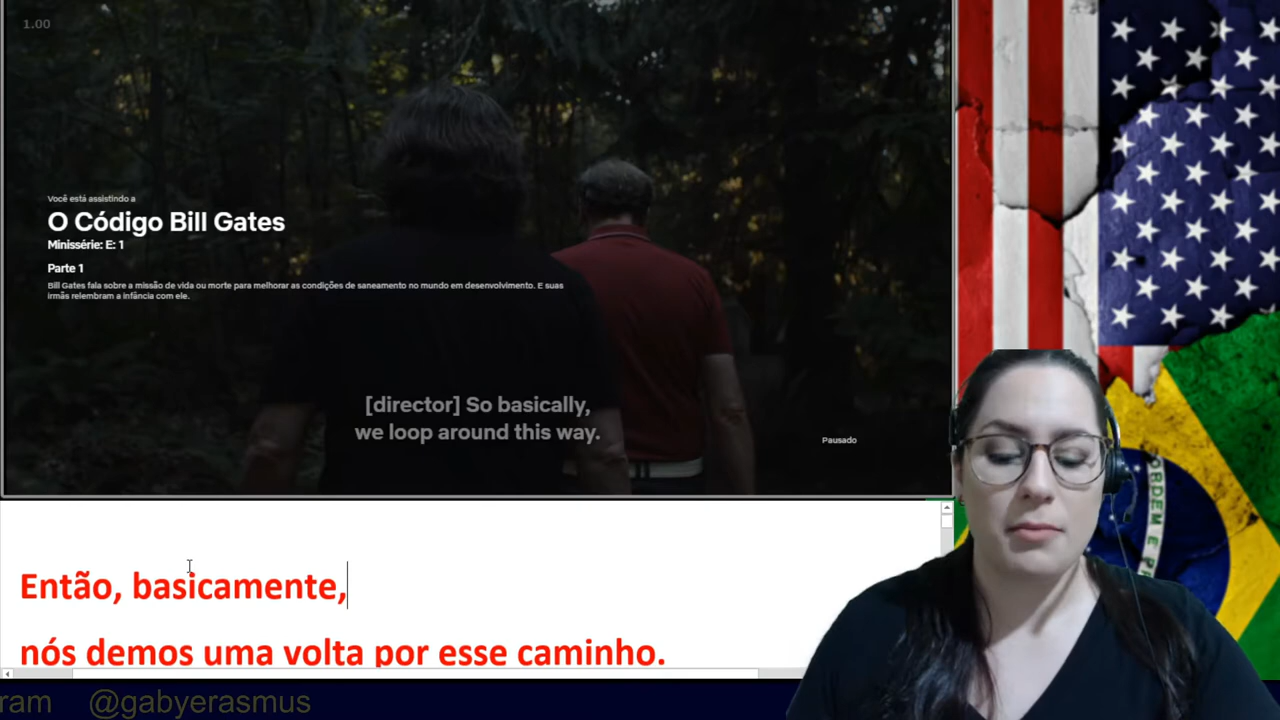 1.00
Você está assistindo a
O Código Bill Gates
Minissérie: E: 1
Parte 1
Bill Gates fala sobre a missão de vida ou morte para melhorar as condições de saneamento no mundo em desenvolvimento. E suas
irmãs relembram a infância com ele.
[director] So basically,
we loop around this way.
Pausado
ORDEM E P
Então, basicamente,
nós demos uma volta por esse caminho.
ram @gabyerasmus